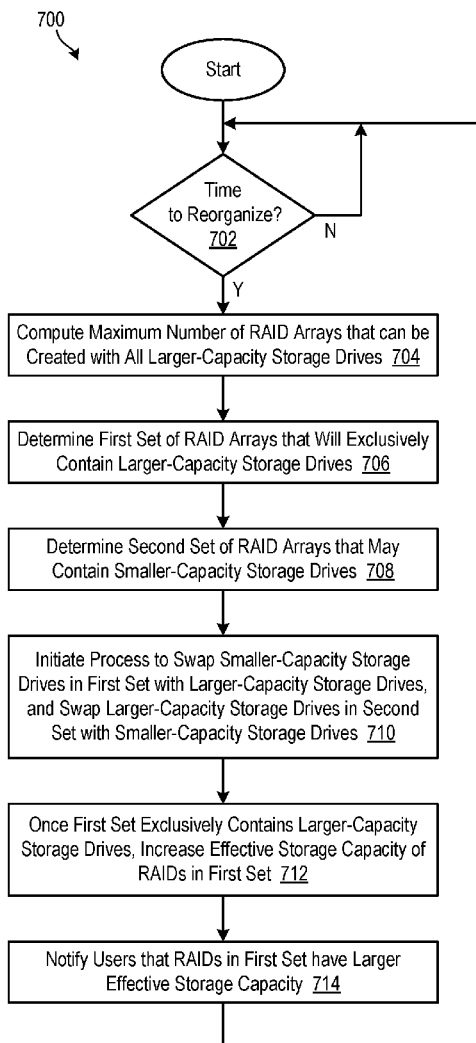 700
Start
Time
to Reorganize?
702
N
Y
Compute Maximum Number of RAID Arrays that can be
Created with All Larger-Capacity Storage Drives 704
Determine First Set of RAID Arrays that Will Exclusively
Contain Larger-Capacity Storage Drives 706
Determine Second Set of RAID Arrays that May
Contain Smaller-Capacity Storage Drives 708
Initiate Process to Swap Smaller-Capacity Storage
Drives in First Set with Larger-Capacity Storage Drives,
and Swap Larger-Capacity Storage Drives in Second
Set with Smaller-Capacity Storage Drives 710
Once First Set Exclusively Contains Larger-Capacity
Storage Drives, Increase Effective Storage Capacity of
RAIDs in First Set 712
Notify Users that RAIDs in First Set have Larger
Effective Storage Capacity 714